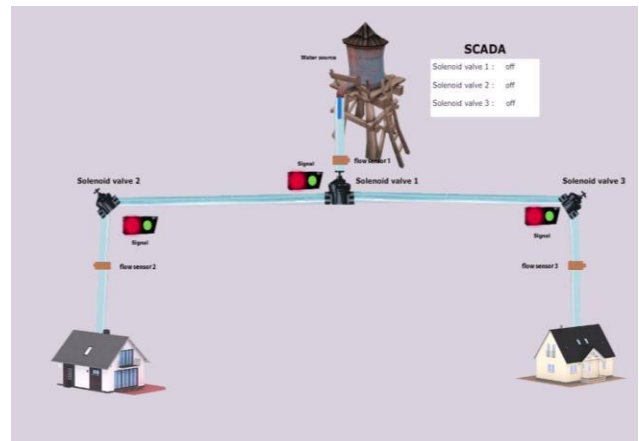 SCADA
Water source
Solenoid valve 1 : off
Solenoid valve 2 : off
Solenoid valve 3 : off
flow sensor 1
Signal
Solenoid valve 2
Solenoid valve 1
Solenoid valve 3
Signal
Signal
flow sensor 2
flow sensor 3